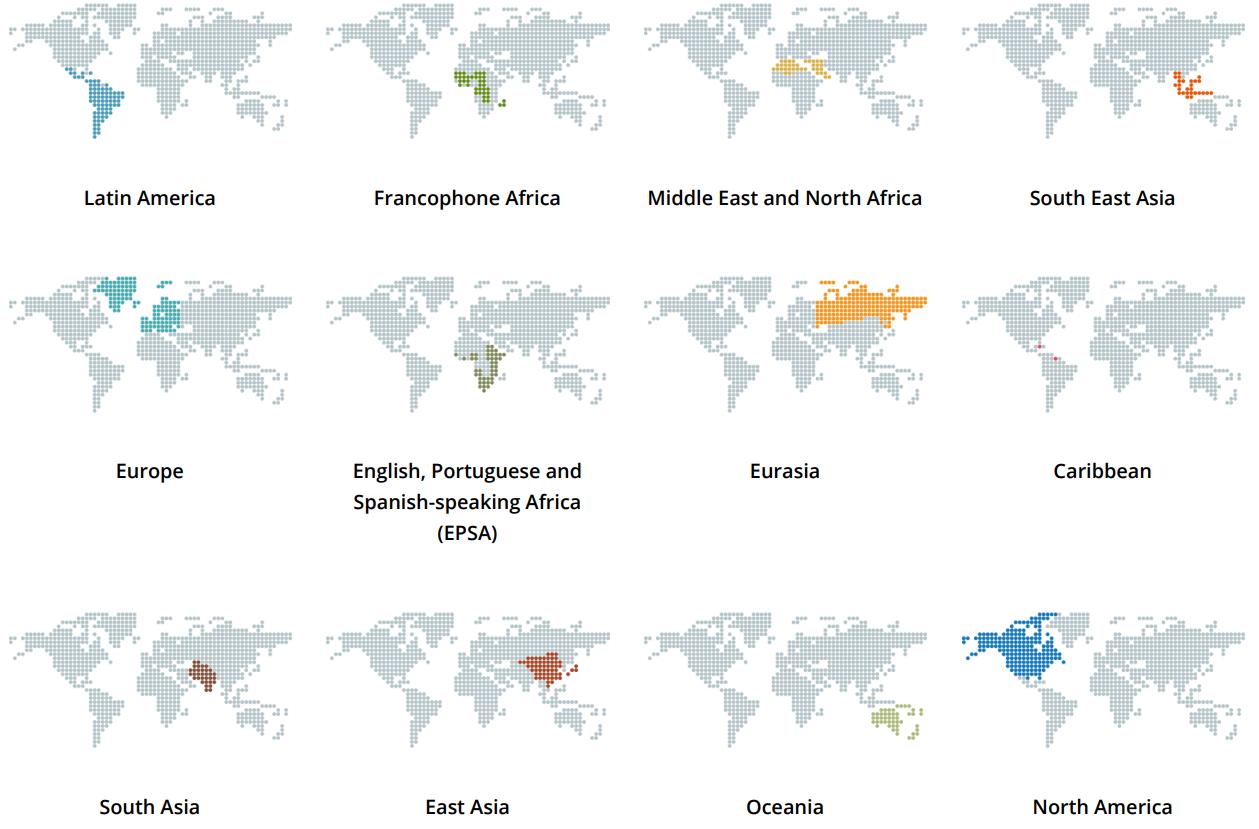 Latin America
Francophone Africa
Middle East and North Africa
South East Asia
Europe
English, Portuguese and
Spanish-speaking Africa
(EPSA)
Eurasia
Caribbean
South Asia
East Asia
Oceania
North America